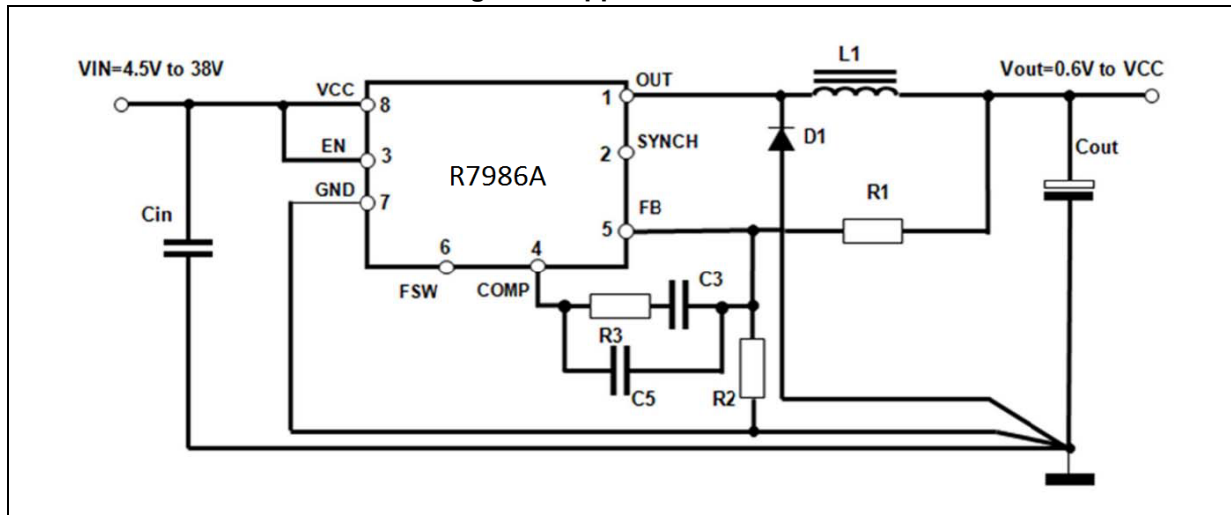 VIN=4.5V to 38V
VCC
8
EN
3
GND
7
R7986A
OUT
1
SYNCH
2
FB
5
6
FSW
4
COMP
L1
Vout=0.6V to VCC
D1
Cout
R1
Cin
C3
R3
C5
R2